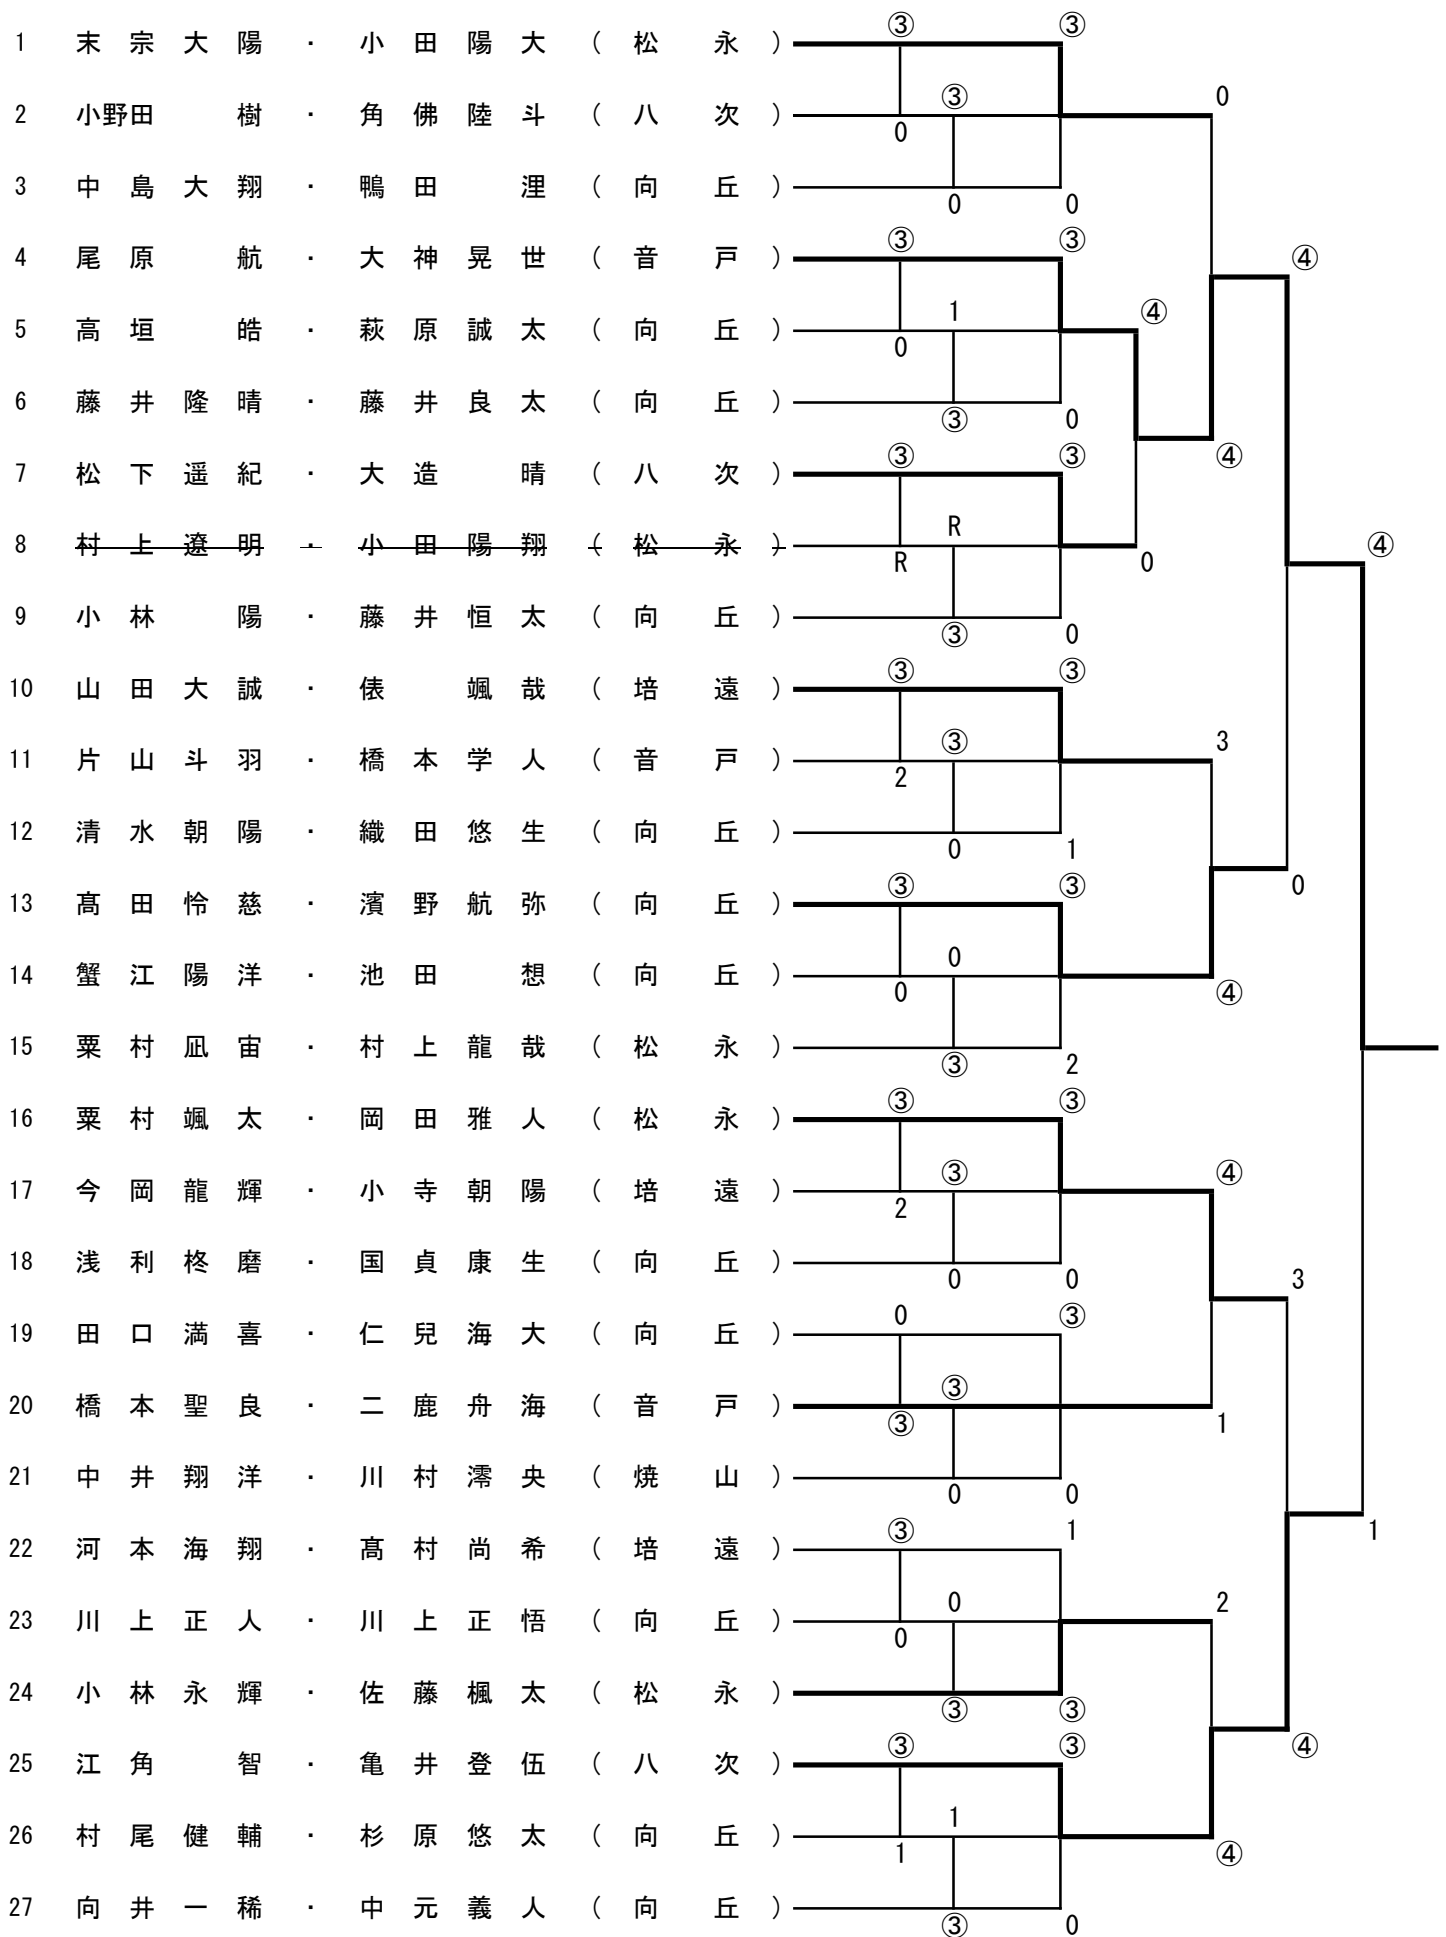 ③ ③
1 末宗大陽・小田陽大(松永)
③ 0
2 小野田 樹・角佛陸斗(八次)
0
3 中島大翔・鴨田 浬(向丘)
0 0
③ ③
4 尾原 航・大神晃世(音戸) ④
1 ④
5 高垣 皓・萩原誠太(向丘)
0
6 藤井隆晴・藤井良太(向丘)
③ 0
③ ③ ④
7 松下遥紀・大造 晴(八次)
R
8 村上遼明・小田陽翔(松永) ④
R 0
9 小林 陽・藤井恒太(向丘)
③ 0
③ ③
10 山田大誠・俵 颯哉(培遠)
③ 3
11 片山斗羽・橋本学人(音戸)
2
12 清水朝陽・織田悠生(向丘)
0 1
③ ③ 0
13 髙田怜慈・濱野航弥(向丘)
0
14 蟹江陽洋・池田 想(向丘)
0 ④
15 粟村凪宙・村上龍哉(松永)
③ 2
③ ③
16 粟村颯太・岡田雅人(松永)
③ ④
17 今岡龍輝・小寺朝陽(培遠)
2
18 浅利柊磨・国貞康生(向丘)
0 0 3
0 ③
19 田口満喜・仁兒海大(向丘)
③
20 橋本聖良・二鹿舟海(音戸)
③ 1
21 中井翔洋・川村澪央(焼山)
0 0
③ 1 1
22 河本海翔・髙村尚希(培遠)
0 2
23 川上正人・川上正悟(向丘)
0
24 小林永輝・佐藤楓太(松永)
③ ③
③ ③ ④
25 江角 智・亀井登伍(八次)
1
26 村尾健輔・杉原悠太(向丘)
1 ④
27 向井一稀・中元義人(向丘)
③ 0